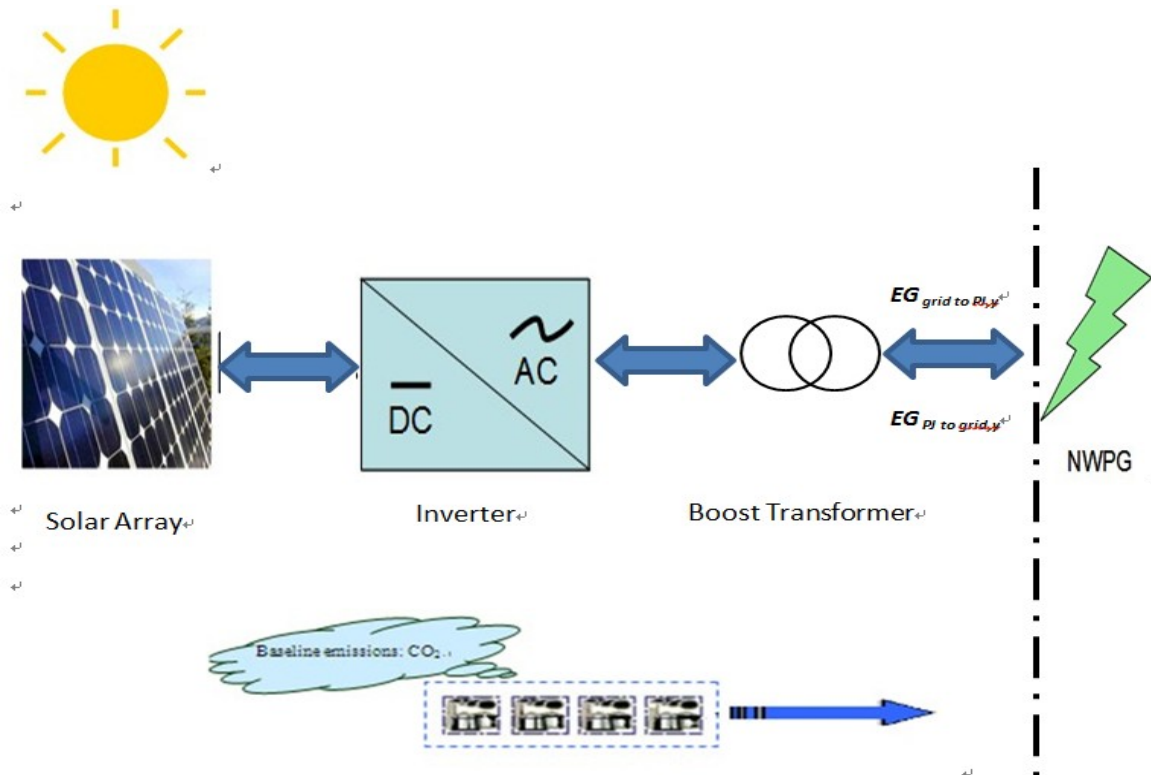 EG grid to PJ,y
AC
DC
EG PJ to grid,y
NWPG
Solar Array
Inverter
Boost Transformer
Baseline emissions: CO₂